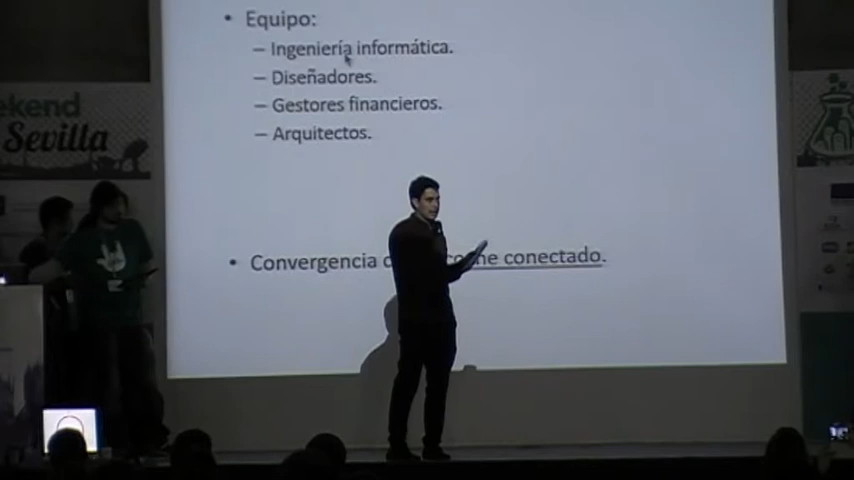 • Equipo:
– Ingeniería informática.
– Diseñadores.
– Gestores financieros.
– Arquitectos.
• Convergencia conectado.
ekend
Sevilla